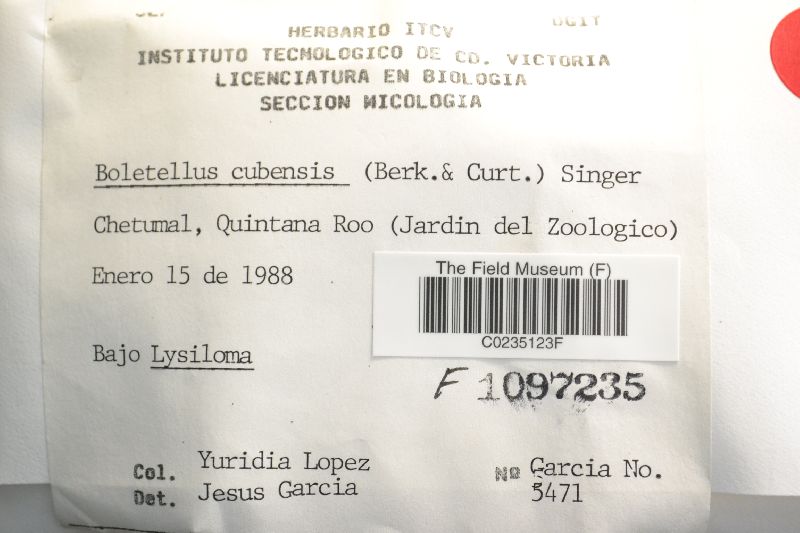 DGIT
HERBARIO ITCV
INSTITUTO TECNOLOGICO DE CD. VICTORIA
LICENCIATURA EN BIOLOGIA
SECCION MICOLOGIA
Boletellus cubensis (Berk.& Curt.) Singer
Chetumal, Quintana Roo (Jardin del Zoologico)
Enero 15 de 1988
The Field Museum (F)
C0235123F
Bajo Lysiloma
F 1097235
Col. Yuridia Lopez
Det. Jesus Garcia
Nº Garcia No.
5471